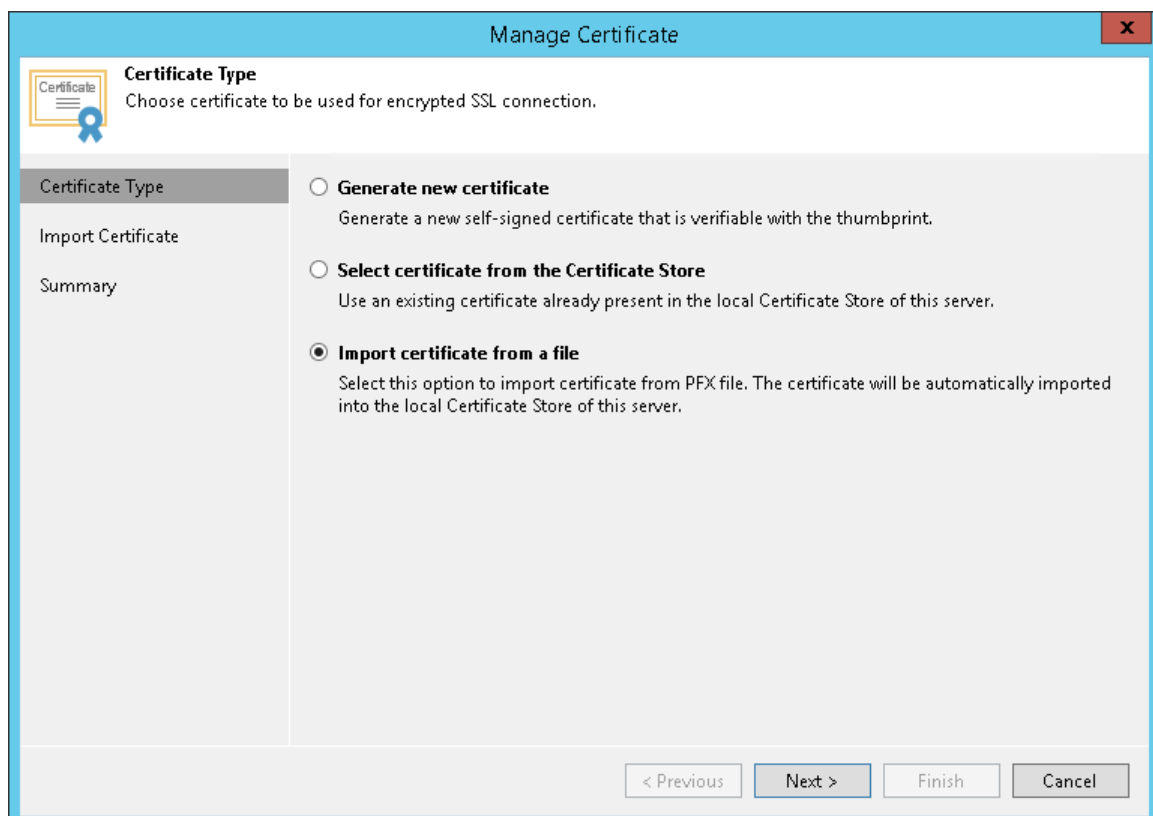 Manage Certificate
x
Certificate
Certificate Type
Choose certificate to be used for encrypted SSL connection.
Certificate Type
Import Certificate
Summary
Generate new certificate
Generate a new self-signed certificate that is verifiable with the thumbprint.
Select certificate from the Certificate Store
Use an existing certificate already present in the local Certificate Store of this server.
Import certificate from a file
Select this option to import certificate from PFX file. The certificate will be automatically imported
into the local Certificate Store of this server.
< Previous
Next >
Finish
Cancel